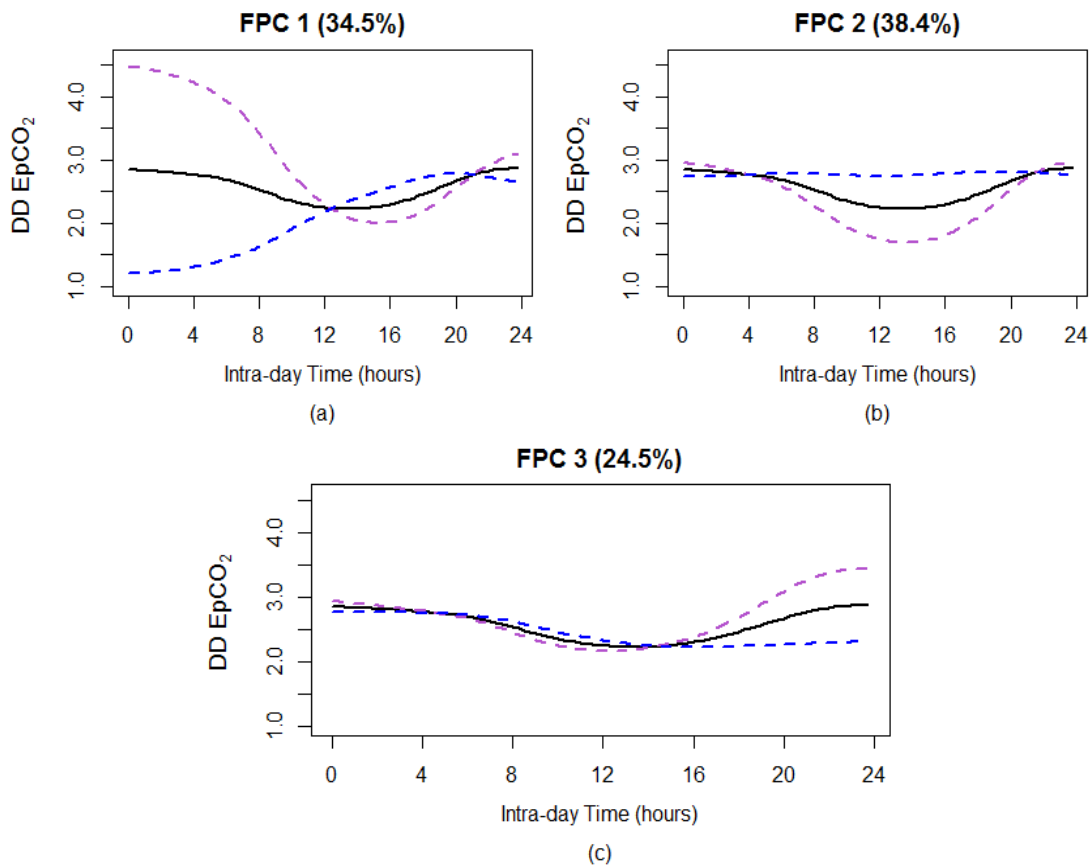 FPC 1 (34.5%)
DD EpCO₂
4.0
3.0
2.0
1.0
0 4 8 12 16 20 24
Intra-day Time (hours)
(a)
FPC 2 (38.4%)
DD EpCO₂
4.0
3.0
2.0
1.0
0 4 8 12 16 20 24
Intra-day Time (hours)
(b)
FPC 3 (24.5%)
DD EpCO₂
4.0
3.0
2.0
1.0
0 4 8 12 16 20 24
Intra-day Time (hours)
(c)